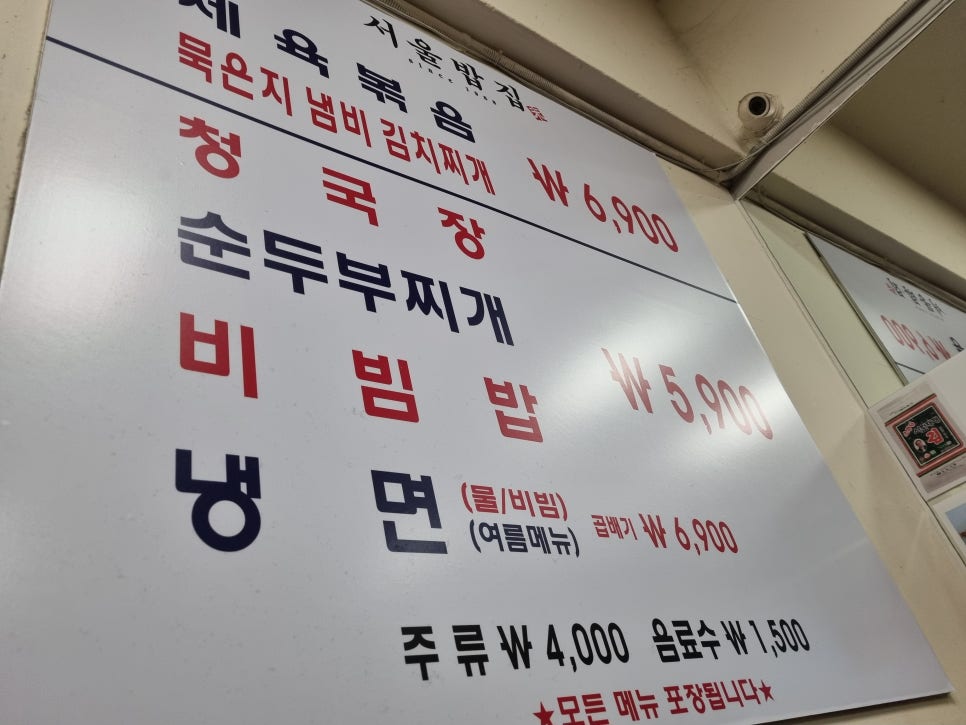 서울밥집
제육볶음
묵은지 냄비 김치찌개 ₩ 6,900
청국장
순두부찌개
비빔밥 ₩ 5,900
냉면 (물/비빔)
(여름메뉴) 곱배기 ₩ 6,900
주류 ₩ 4,000 음료수 ₩ 1,500
★모든 메뉴 포장됩니다★
김